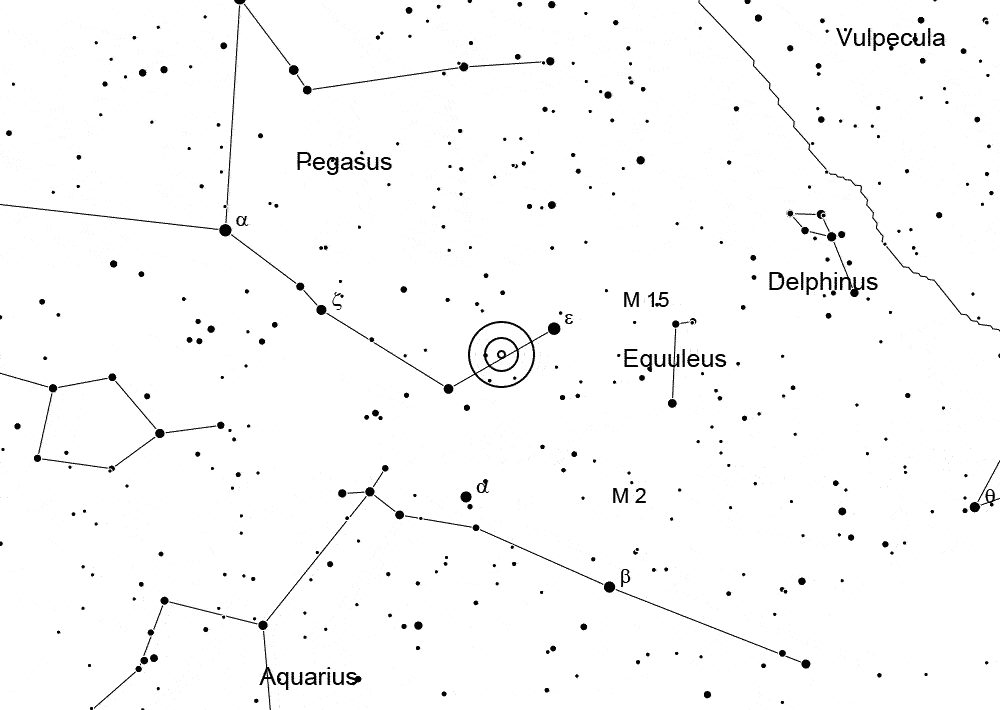 Vulpecula
Pegasus
α
Delphinus
ζ
M 15
ε
Equuleus
α
M 2
θ
β
Aquarius